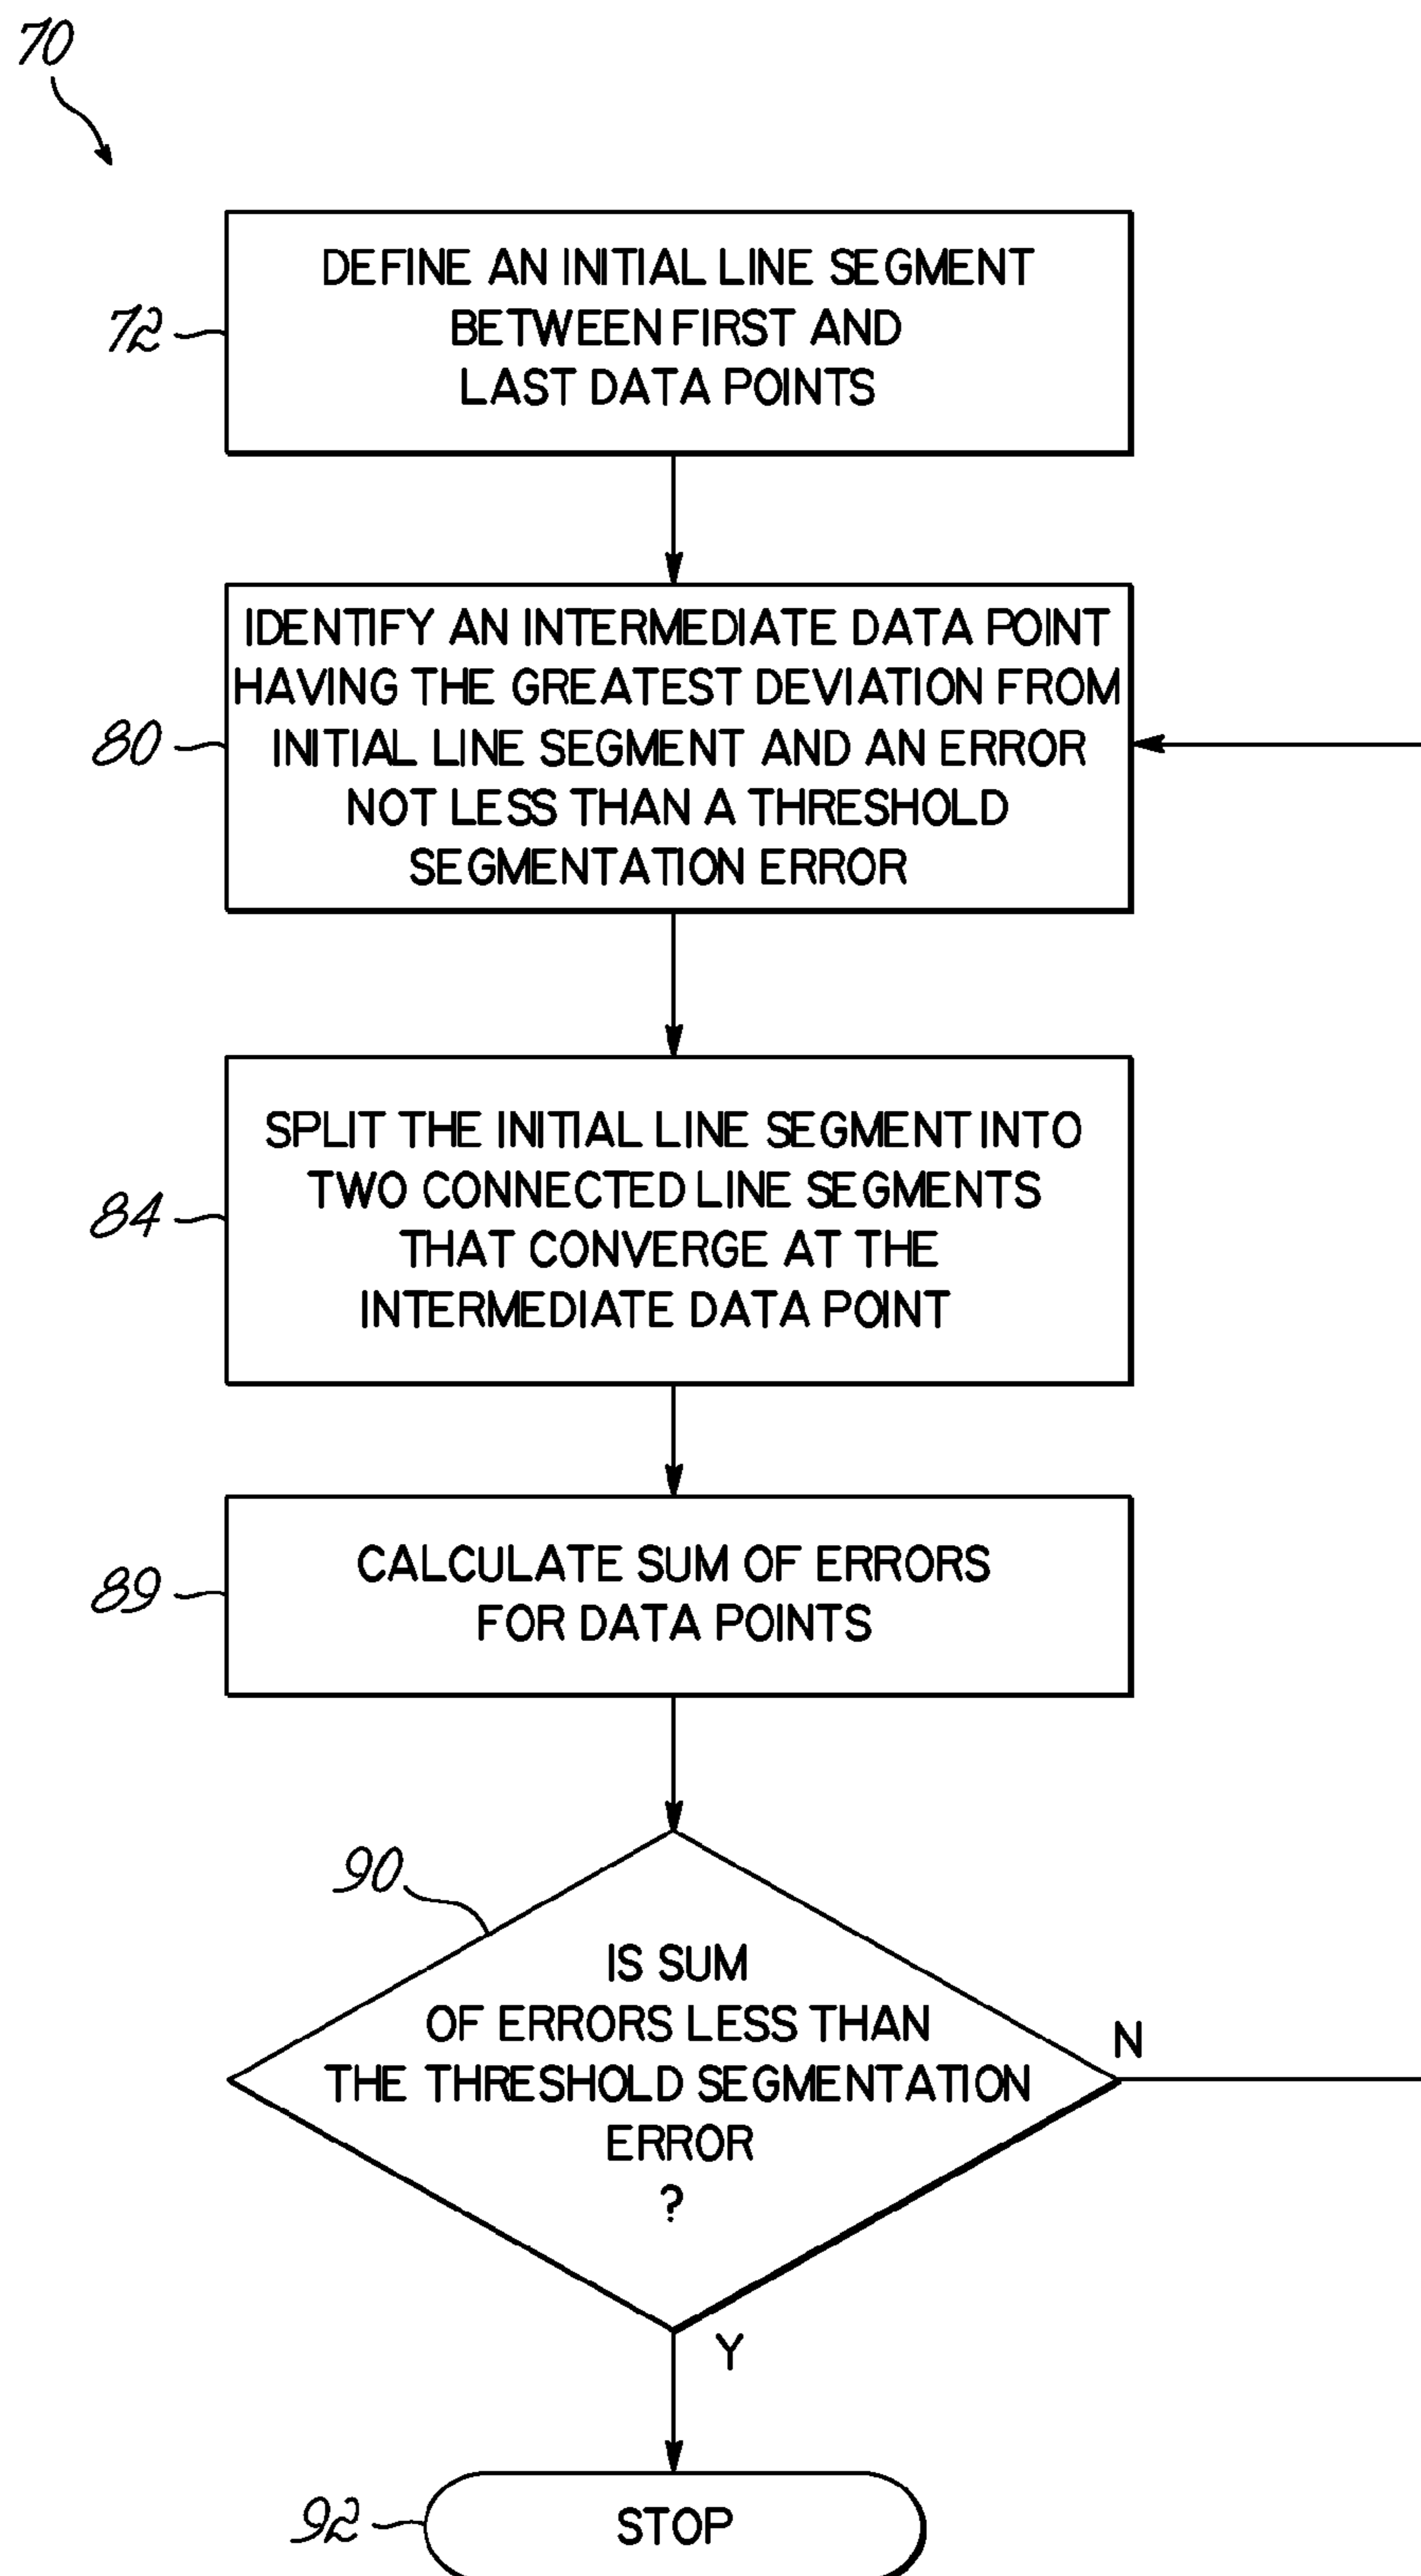 70
72
DEFINE AN INITIAL LINE SEGMENT
BETWEEN FIRST AND
LAST DATA POINTS
80
IDENTIFY AN INTERMEDIATE DATA POINT
HAVING THE GREATEST DEVIATION FROM
INITIAL LINE SEGMENT AND AN ERROR
NOT LESS THAN A THRESHOLD
SEGMENTATION ERROR
84
SPLIT THE INITIAL LINE SEGMENT INTO
TWO CONNECTED LINE SEGMENTS
THAT CONVERGE AT THE
INTERMEDIATE DATA POINT
89
CALCULATE SUM OF ERRORS
FOR DATA POINTS
90
IS SUM
OF ERRORS LESS THAN
THE THRESHOLD SEGMENTATION
ERROR
?
N
Y
92
STOP